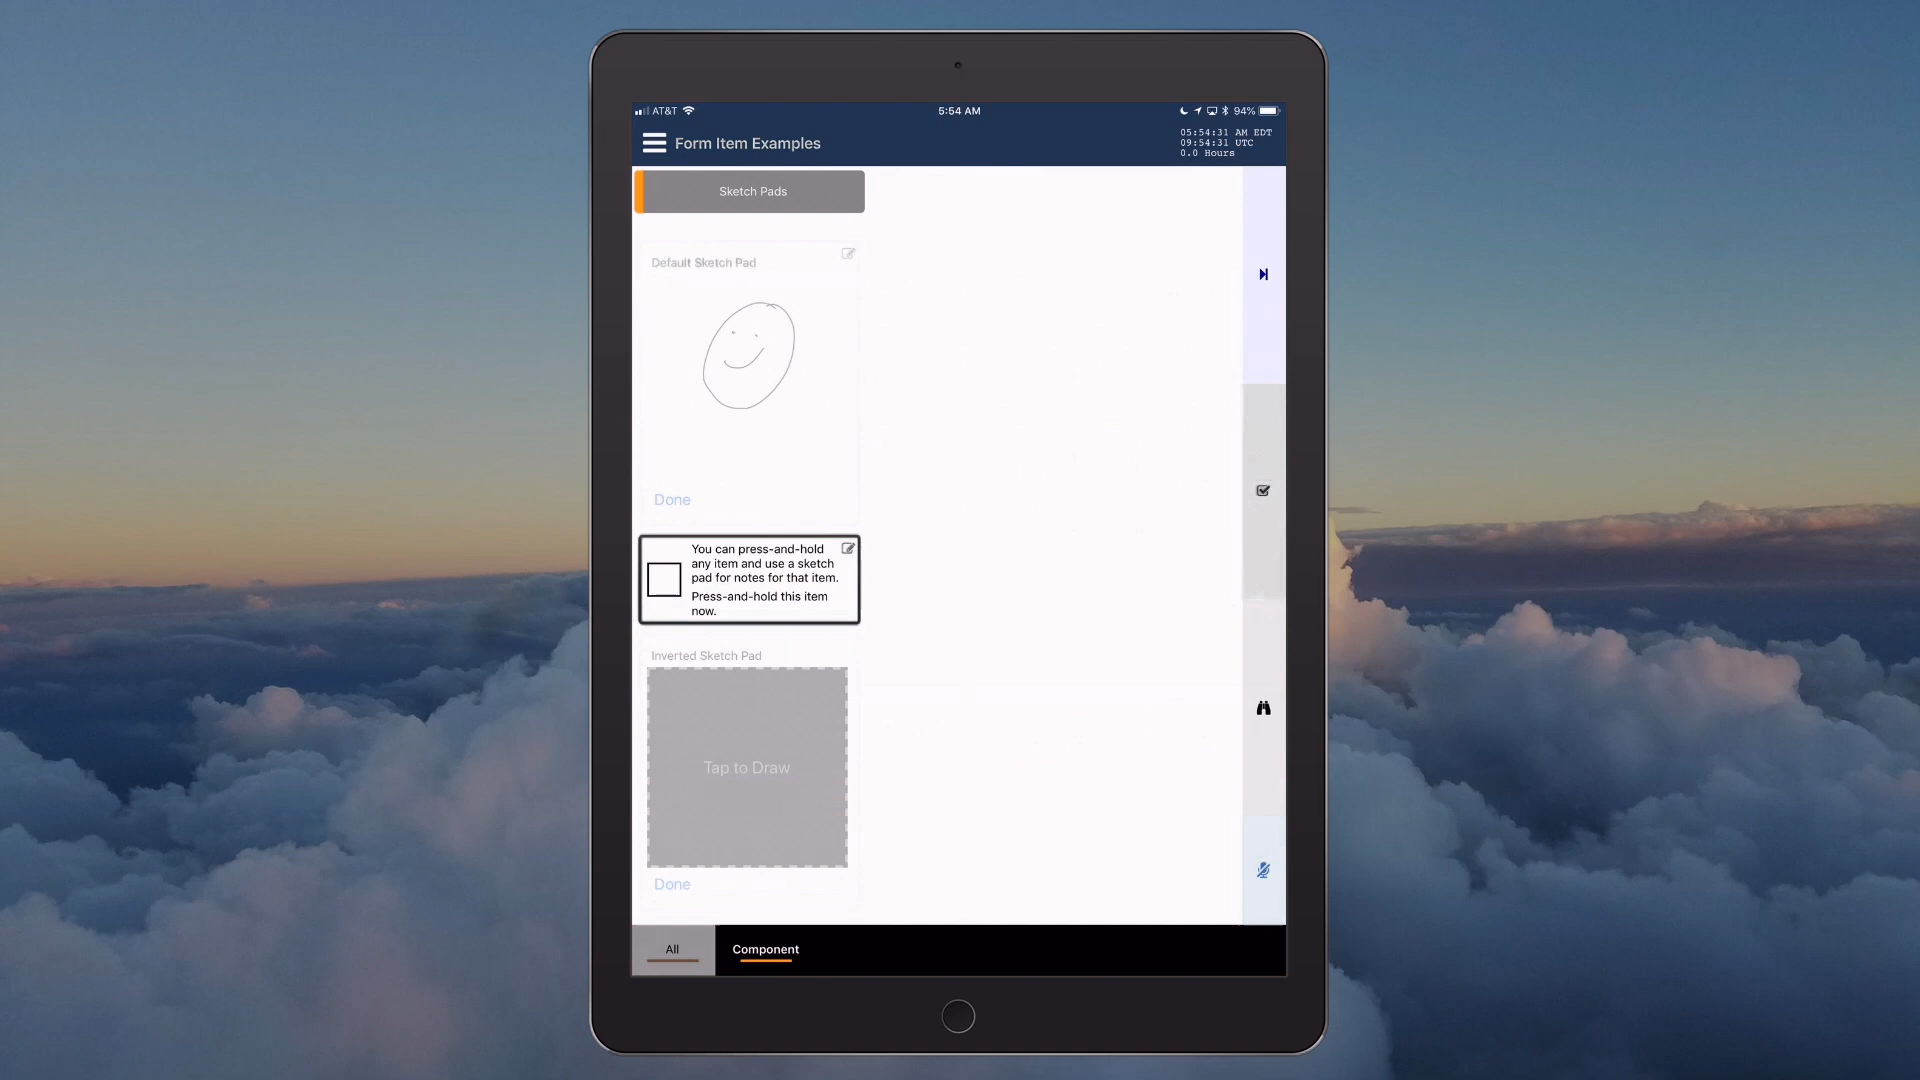 AT&T
5:54 AM
94%
Form Item Examples
05:54:31 AM EDT
09:54:31 UTC
0.0 Hours
Sketch Pads
Default Sketch Pad
Done
You can press-and-hold
any item and use a sketch
pad for notes for that item.
Press-and-hold this item
now.
Inverted Sketch Pad
Tap to Draw
Done
All
Component